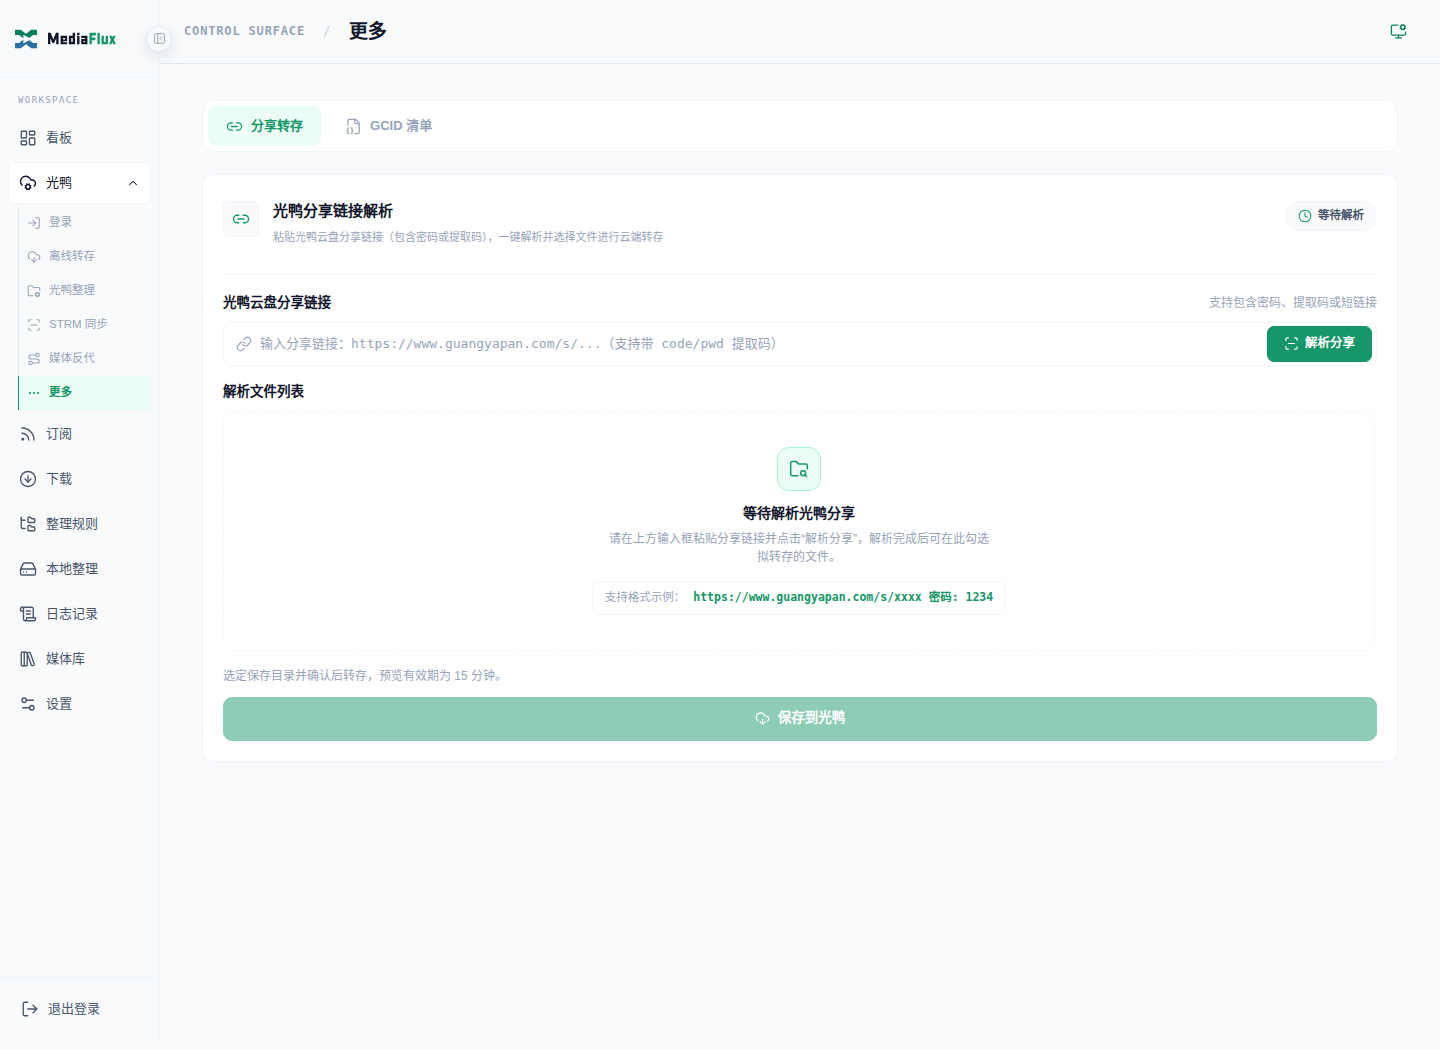 MediaFlux
CONTROL SURFACE / 更多
WORKSPACE
看板
光鸭
登录
离线转存
光鸭整理
STRM 同步
媒体反代
更多
订阅
下载
整理规则
本地整理
日志记录
媒体库
设置
退出登录
分享转存
GCID 清单
光鸭分享链接解析
粘贴光鸭云盘分享链接（包含密码或提取码），一键解析并选择文件进行云端转存
等待解析
光鸭云盘分享链接
支持包含密码、提取码或短链接
输入分享链接：https://www.guangyapan.com/s/...（支持带 code/pwd 提取码）
解析分享
解析文件列表
等待解析光鸭分享
请在上方输入框粘贴分享链接并点击“解析分享”，解析完成后可在此勾选
拟转存的文件。
支持格式示例： https://www.guangyapan.com/s/xxxx 密码: 1234
选定保存目录并确认后转存，预览有效期为 15 分钟。
保存到光鸭